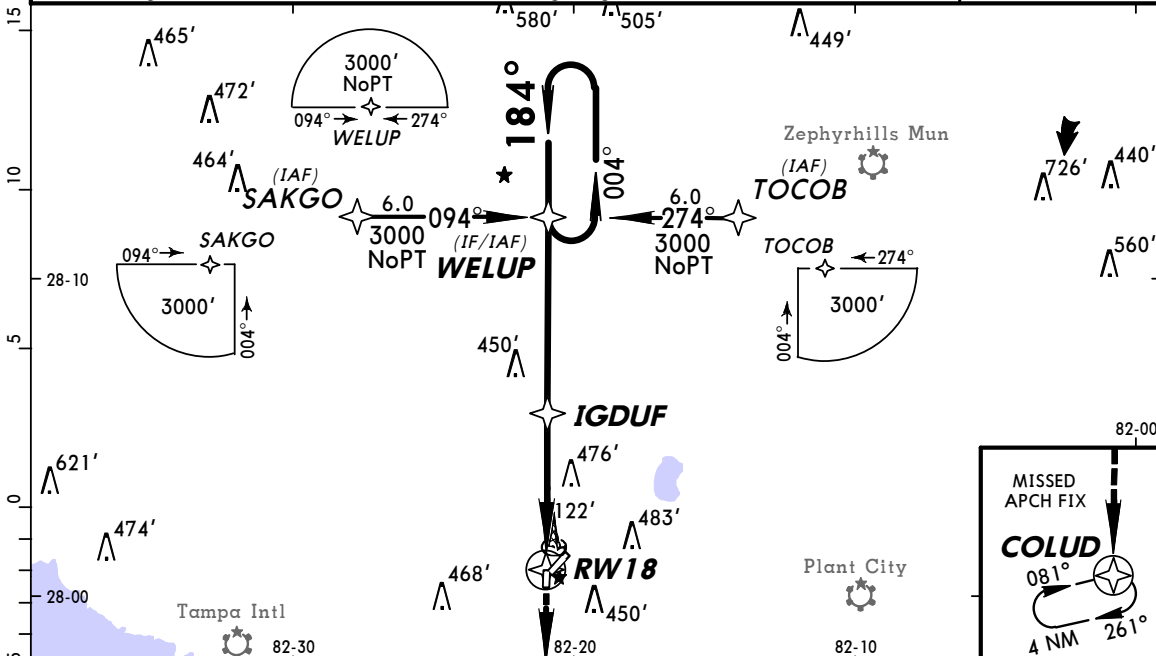 15
465'
580'
505'
449'
3000'
NoPT
094°
274°
WELUP
472'
184°
Zephyrhills Mun
464'
10
(IAF)
SAKGO
6.0
094°
3000
NoPT
(IF/IAF)
WELUP
004°
6.0
274°
3000
NoPT
(IAF)
TOCOB
726'
440'
SAKGO
094°
3000'
004°
TOCOB
274°
3000'
004°
560'
28-10
5
450'
IGDUF
82-00
621'
476'
0
474'
122'
483'
MISSED
APCH FIX
COLUD
081°
261°
4 NM
RW18
468'
450'
Plant City
28-00
Tampa Intl
82-30
82-20
82-10